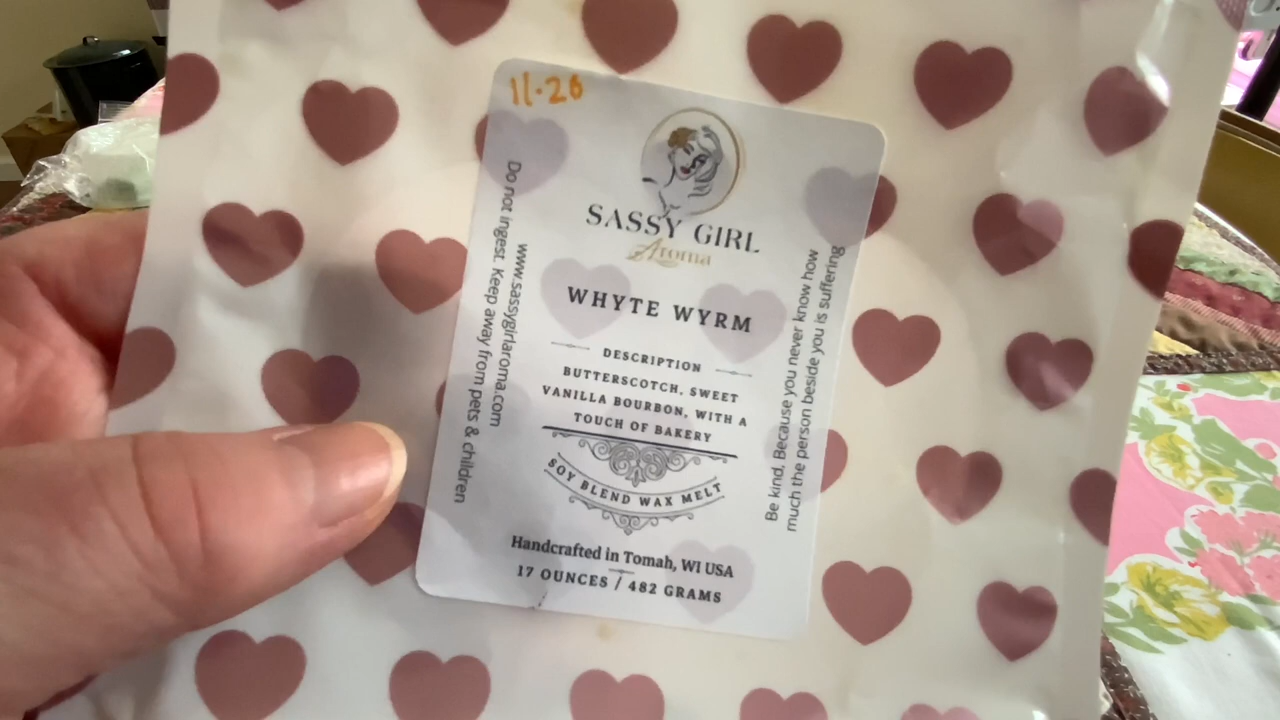 11.26
SASSY GIRL
Aroma
WHYTE WYRM
DESCRIPTION
BUTTERSCOTCH, SWEET
VANILLA BOURBON, WITH A
TOUCH OF BAKERY
SOY BLEND WAX MELT
Handcrafted in Tomah, WI USA
17 OUNCES / 482 GRAMS
www.sassygirlaroma.com
Do not ingest. Keep away from pets & children
Be kind. Because you never know how
much the person beside you is suffering